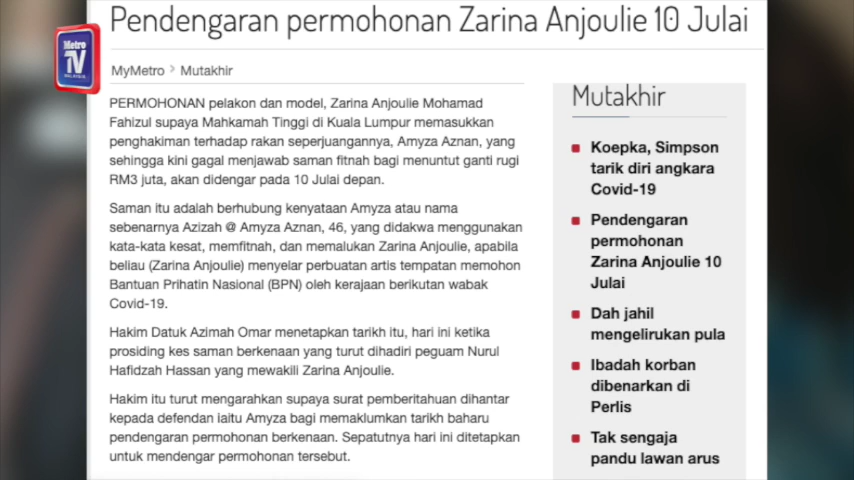 Pendengaran permohonan Zarina Anjoulie 10 Julai
Metro
TV
MALAYSIA
MyMetro > Mutakhir
PERMOHONAN pelakon dan model, Zarina Anjoulie Mohamad
Fahizul supaya Mahkamah Tinggi di Kuala Lumpur memasukkan
penghakiman terhadap rakan seperjuangannya, Amyza Aznan, yang
sehingga kini gagal menjawab saman fitnah bagi menuntut ganti rugi
RM3 juta, akan didengar pada 10 Julai depan.
Saman itu adalah berhubung kenyataan Amyza atau nama
sebenarnya Azizah @ Amyza Aznan, 46, yang didakwa menggunakan
kata-kata kesat, memfitnah, dan memalukan Zarina Anjoulie, apabila
beliau (Zarina Anjoulie) menyelar perbuatan artis tempatan memohon
Bantuan Prihatin Nasional (BPN) oleh kerajaan berikutan wabak
Covid-19.
Hakim Datuk Azimah Omar menetapkan tarikh itu, hari ini ketika
prosiding kes saman berkenaan yang turut dihadiri peguam Nurul
Hafidzah Hassan yang mewakili Zarina Anjoulie.
Hakim itu turut mengarahkan supaya surat pemberitahuan dihantar
kepada defendan iaitu Amyza bagi memaklumkan tarikh baharu
pendengaran permohonan berkenaan. Sepatutnya hari ini ditetapkan
untuk mendengar permohonan tersebut.
Mutakhir
Koepka, Simpson
tarik diri angkara
Covid-19
Pendengaran
permohonan
Zarina Anjoulie 10
Julai
Dah jahil
mengelirukan pula
Ibadah korban
dibenarkan di
Perlis
Tak sengaja
pandu lawan arus